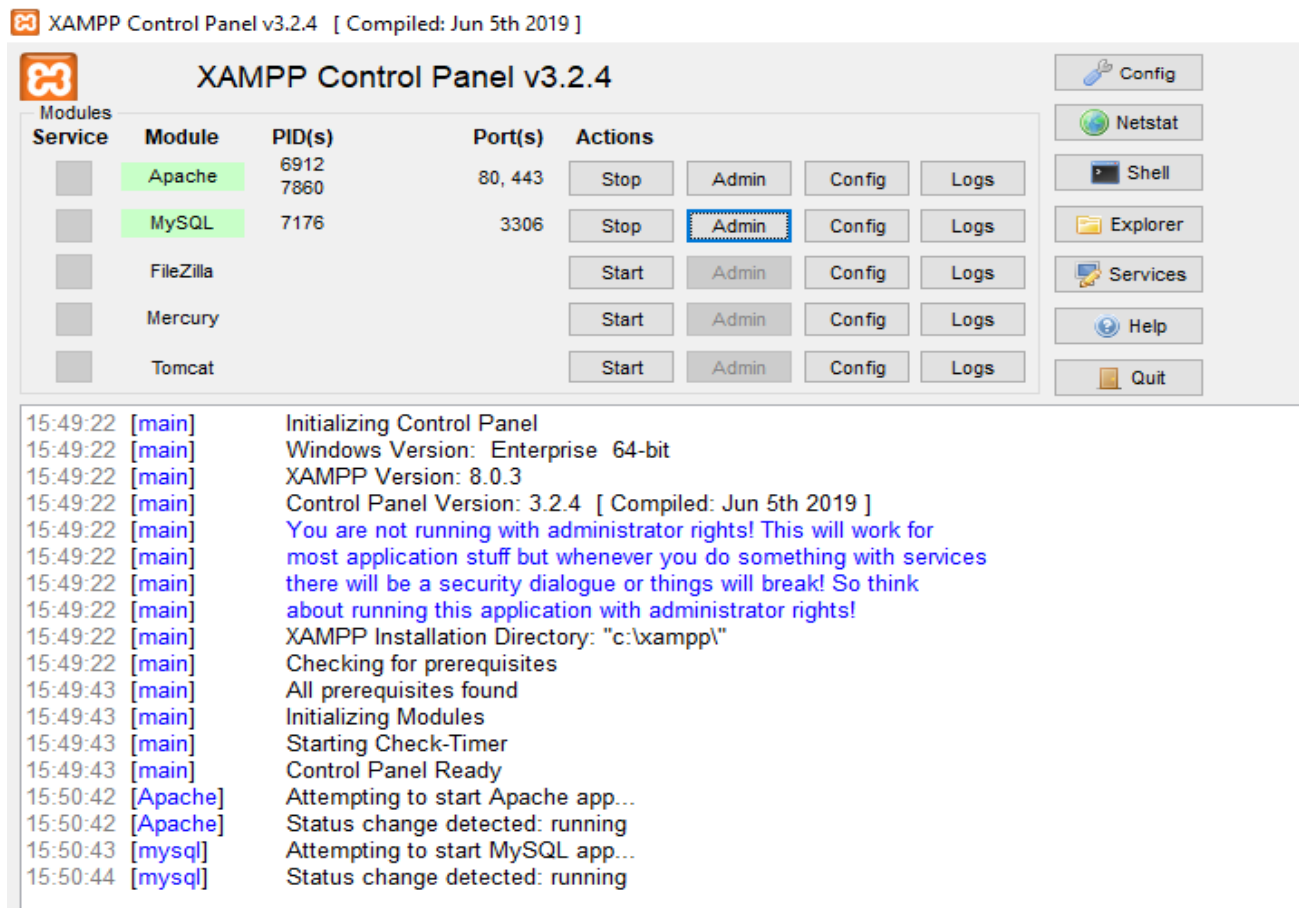 XAMPP Control Panel v3.2.4 [ Compiled: Jun 5th 2019 ]
XAMPP Control Panel v3.2.4
Config
Modules
Service Module PID(s) Port(s) Actions
Netstat
Apache 6912 7860 80, 443 Stop Admin Config Logs
Shell
MySQL 7176 3306 Stop Admin Config Logs
Explorer
FileZilla Start Admin Config Logs
Services
Mercury Start Admin Config Logs
Help
Tomcat Start Admin Config Logs
Quit
15:49:22 [main] Initializing Control Panel
15:49:22 [main] Windows Version: Enterprise 64-bit
15:49:22 [main] XAMPP Version: 8.0.3
15:49:22 [main] Control Panel Version: 3.2.4 [ Compiled: Jun 5th 2019 ]
15:49:22 [main] You are not running with administrator rights! This will work for
15:49:22 [main] most application stuff but whenever you do something with services
15:49:22 [main] there will be a security dialogue or things will break! So think
15:49:22 [main] about running this application with administrator rights!
15:49:22 [main] XAMPP Installation Directory: "c:\xampp\"
15:49:22 [main] Checking for prerequisites
15:49:43 [main] All prerequisites found
15:49:43 [main] Initializing Modules
15:49:43 [main] Starting Check-Timer
15:49:43 [main] Control Panel Ready
15:50:42 [Apache] Attempting to start Apache app...
15:50:42 [Apache] Status change detected: running
15:50:43 [mysql] Attempting to start MySQL app...
15:50:44 [mysql] Status change detected: running